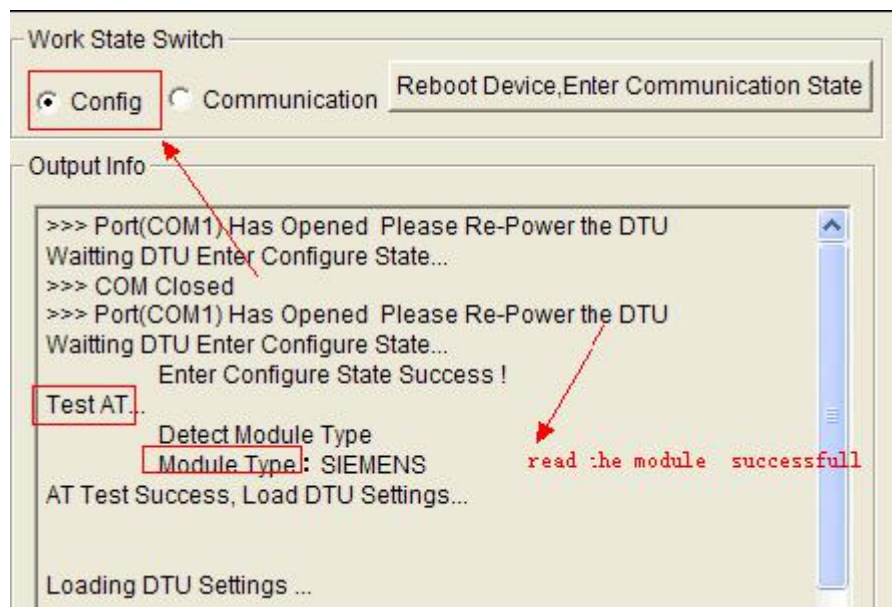 Work State Switch
Config Communication Reboot Device,Enter Communication State
Output Info
>>> Port(COM1) Has Opened Please Re-Power the DTU
Waitting DTU Enter Configure State...
>>> COM Closed
>>> Port(COM1) Has Opened Please Re-Power the DTU
Waitting DTU Enter Configure State...
Enter Configure State Success !
Test AT...
Detect Module Type
Module Type: SIEMENS
read the module successfull
AT Test Success, Load DTU Settings...
Loading DTU Settings ...